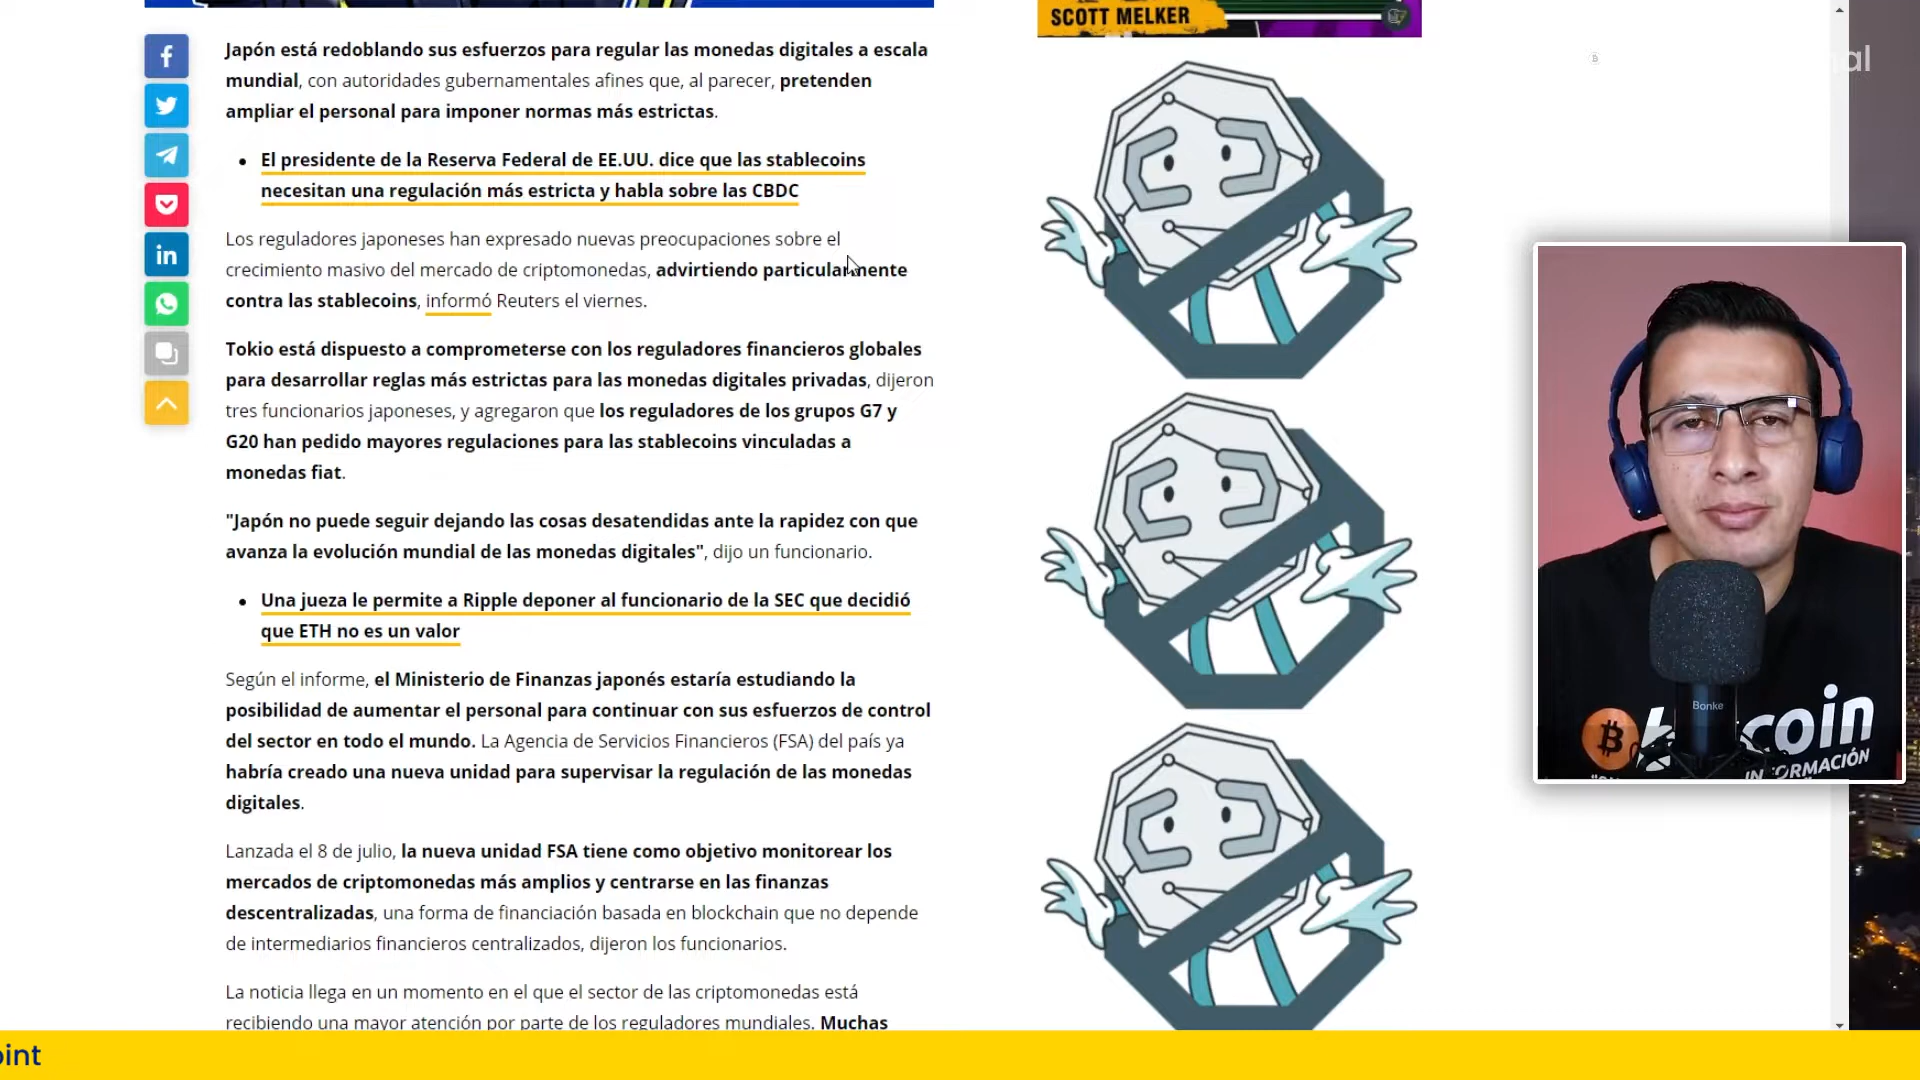 SCOTT MELKER
al
Japón está redoblando sus esfuerzos para regular las monedas digitales a escala
mundial, con autoridades gubernamentales afines que, al parecer, pretenden
ampliar el personal para imponer normas más estrictas.
El presidente de la Reserva Federal de EE.UU. dice que las stablecoins
necesitan una regulación más estricta y habla sobre las CBDC
Los reguladores japoneses han expresado nuevas preocupaciones sobre el
crecimiento masivo del mercado de criptomonedas, advirtiendo particularmente
contra las stablecoins, informó Reuters el viernes.
Tokio está dispuesto a comprometerse con los reguladores financieros globales
para desarrollar reglas más estrictas para las monedas digitales privadas, dijeron
tres funcionarios japoneses, y agregaron que los reguladores de los grupos G7 y
G20 han pedido mayores regulaciones para las stablecoins vinculadas a
monedas fiat.
"Japón no puede seguir dejando las cosas desatendidas ante la rapidez con que
avanza la evolución mundial de las monedas digitales", dijo un funcionario.
Una jueza le permite a Ripple deponer al funcionario de la SEC que decidió
que ETH no es un valor
Según el informe, el Ministerio de Finanzas japonés estaría estudiando la
posibilidad de aumentar el personal para continuar con sus esfuerzos de control
del sector en todo el mundo. La Agencia de Servicios Financieros (FSA) del país ya
habría creado una nueva unidad para supervisar la regulación de las monedas
digitales.
Lanzada el 8 de julio, la nueva unidad FSA tiene como objetivo monitorear los
mercados de criptomonedas más amplios y centrarse en las finanzas
descentralizadas, una forma de financiación basada en blockchain que no depende
de intermediarios financieros centralizados, dijeron los funcionarios.
La noticia llega en un momento en el que el sector de las criptomonedas está
recibiendo una mayor atención por parte de los reguladores mundiales. Muchas
Bonke
coin
oint